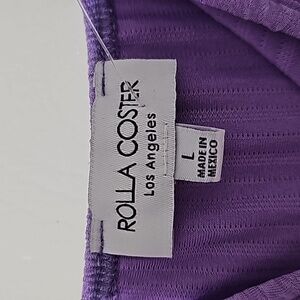 ROLLA COSTER
Los Angeles
L
MADE IN
MEXICO